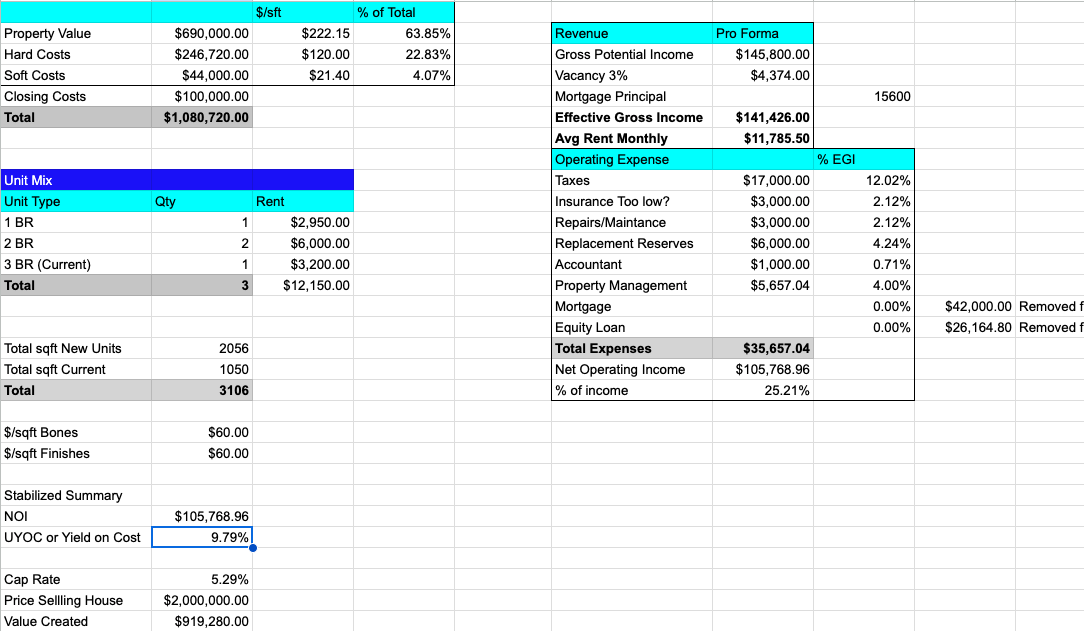 $/sft % of Total
Property Value $690,000.00 $222.15 63.85% Revenue Pro Forma
Hard Costs $246,720.00 $120.00 22.83% Gross Potential Income $145,800.00
Soft Costs $44,000.00 $21.40 4.07% Vacancy 3% $4,374.00
Closing Costs $100,000.00 Mortgage Principal 15600
Total $1,080,720.00 Effective Gross Income $141,426.00
Avg Rent Monthly $11,785.50
Operating Expense % EGI
Unit Mix Taxes $17,000.00 12.02%
Unit Type Qty Rent Insurance Too low? $3,000.00 2.12%
1 BR 1 $2,950.00 Repairs/Maintance $3,000.00 2.12%
2 BR 2 $6,000.00 Replacement Reserves $6,000.00 4.24%
3 BR (Current) 1 $3,200.00 Accountant $1,000.00 0.71%
Total 3 $12,150.00 Property Management $5,657.04 4.00%
Mortgage 0.00% $42,000.00 Removed f
Equity Loan 0.00% $26,164.80 Removed f
Total sqft New Units 2056 Total Expenses $35,657.04
Total sqft Current 1050 Net Operating Income $105,768.96
Total 3106 % of income 25.21%
$/sqft Bones $60.00
$/sqft Finishes $60.00
Stabilized Summary
NOI $105,768.96
UYOC or Yield on Cost 9.79%
Cap Rate 5.29%
Price Sellling House $2,000,000.00
Value Created $919,280.00